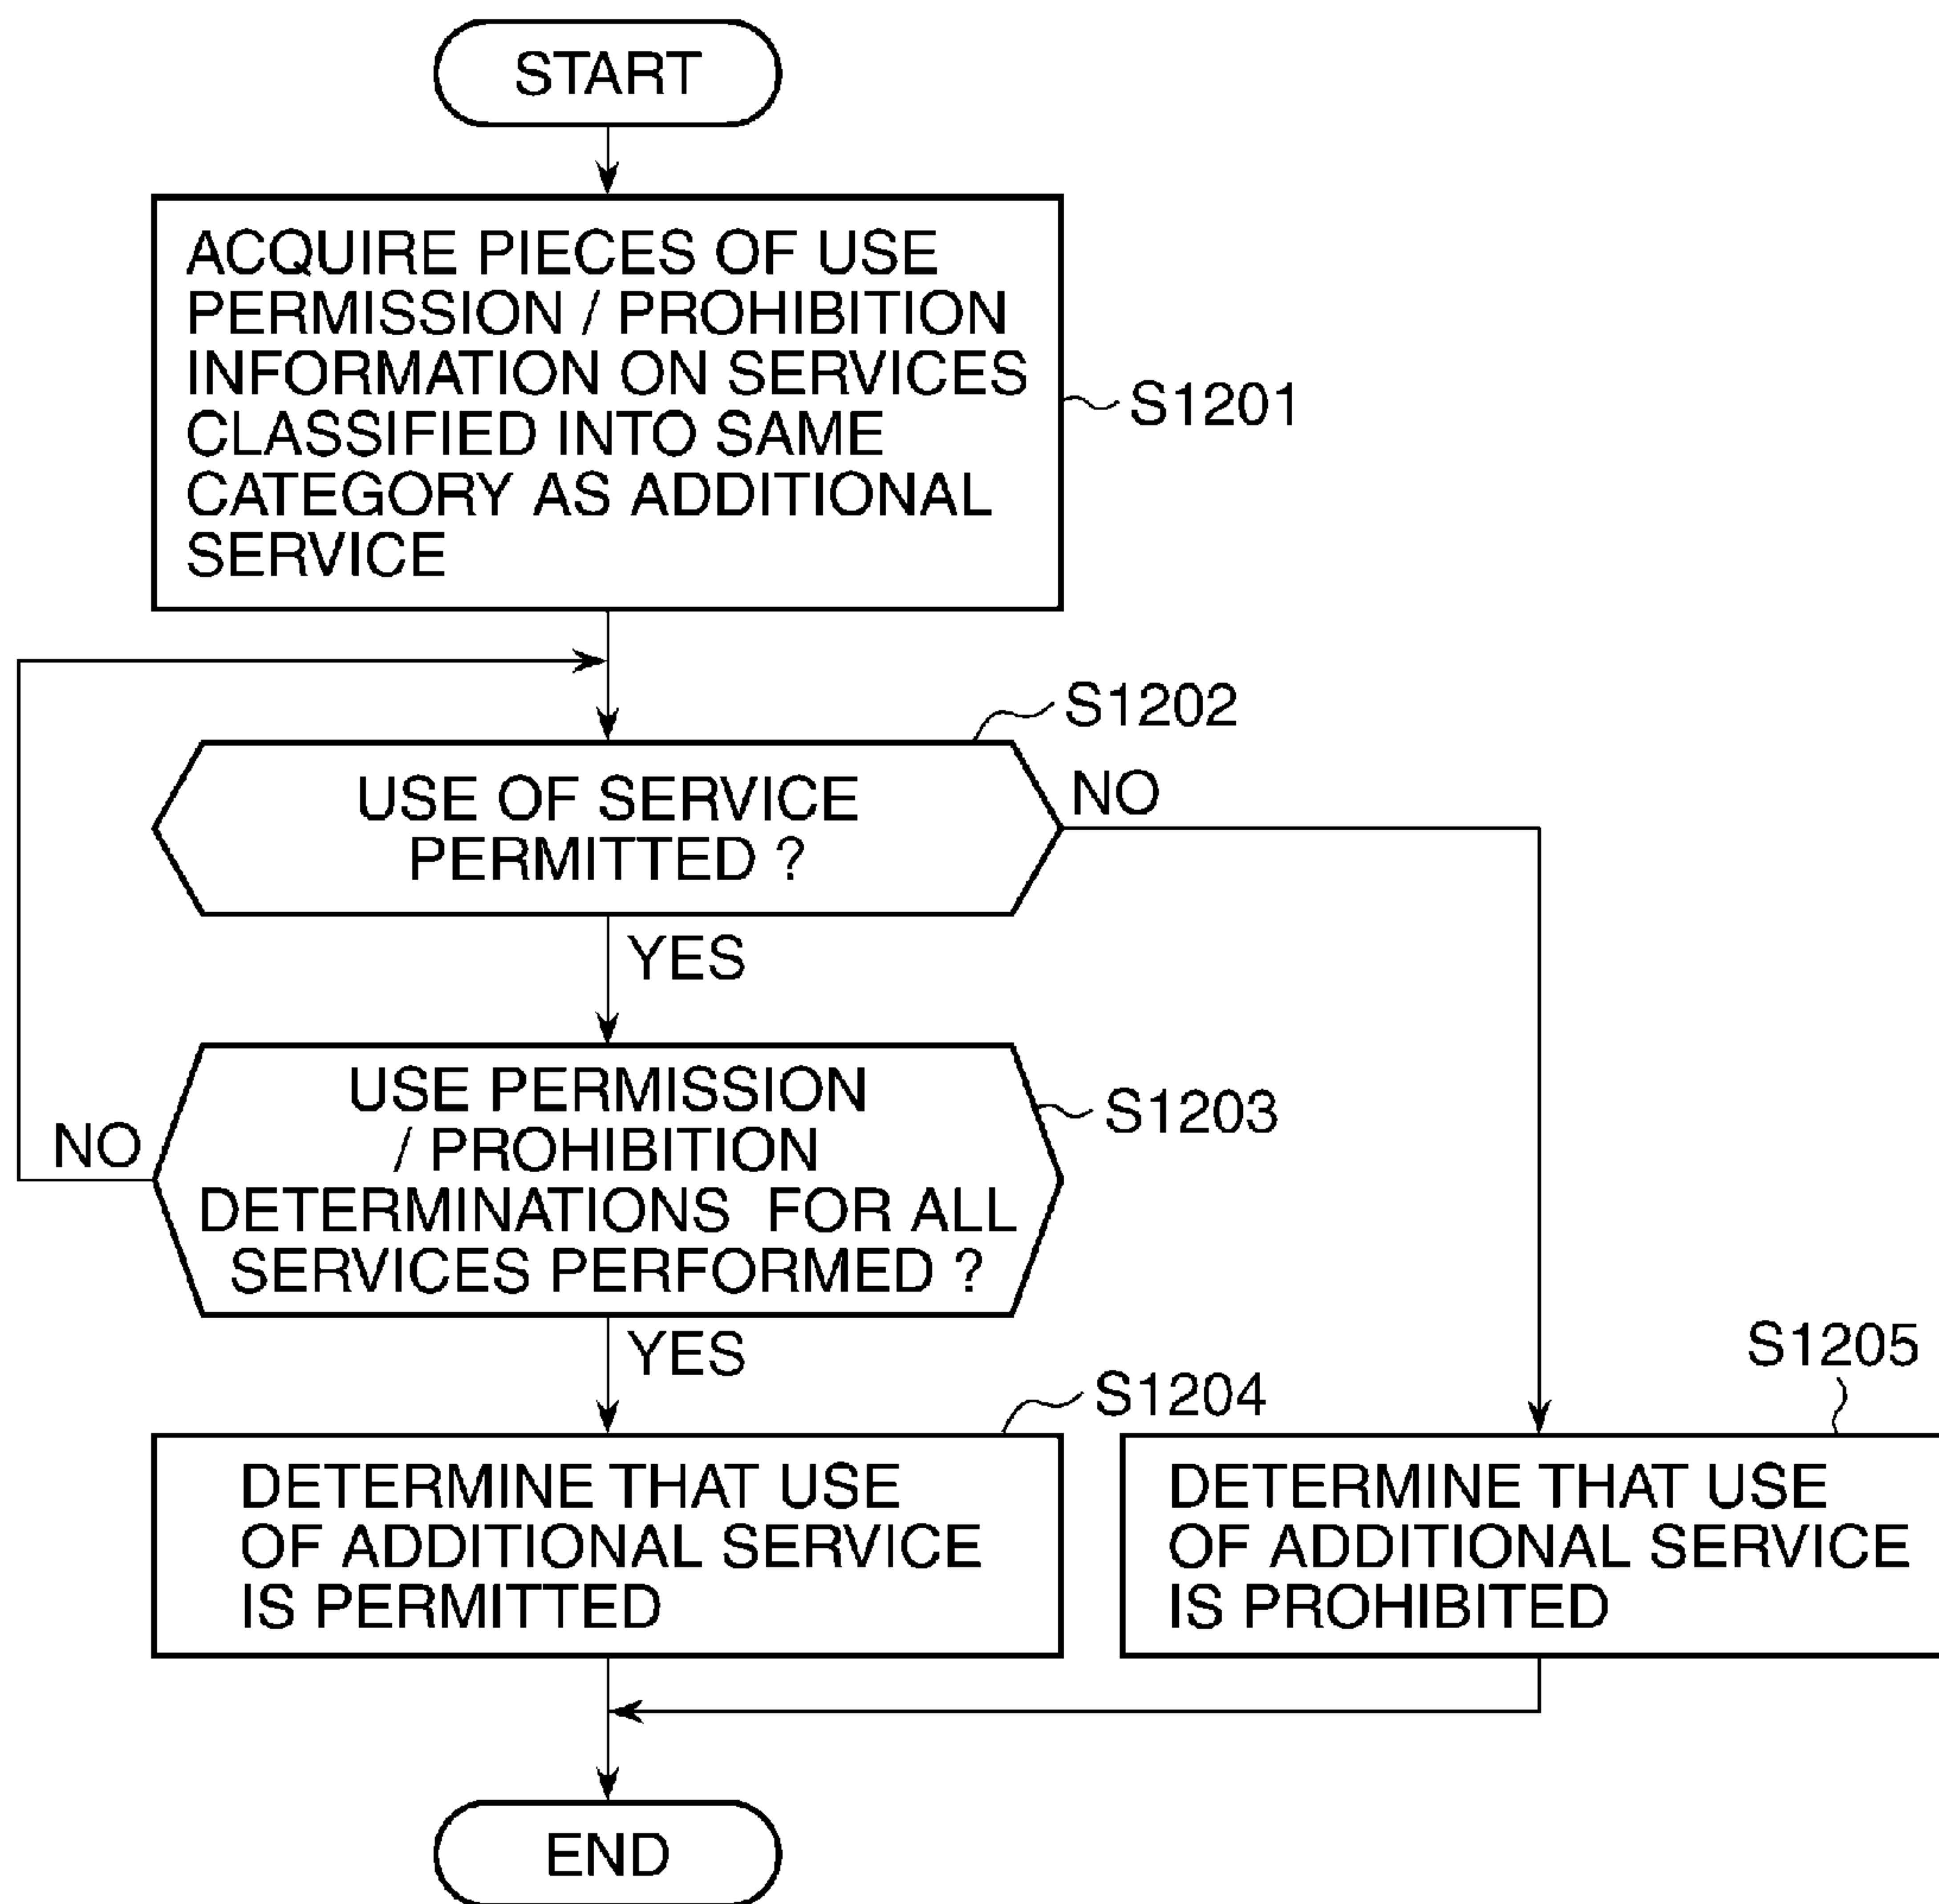 START
ACQUIRE PIECES OF USE
PERMISSION / PROHIBITION
INFORMATION ON SERVICES
CLASSIFIED INTO SAME
CATEGORY AS ADDITIONAL
SERVICE
S1201
S1202
USE OF SERVICE
PERMITTED ?
NO
YES
USE PERMISSION
/ PROHIBITION
DETERMINATIONS FOR ALL
SERVICES PERFORMED ?
S1203
NO
YES
S1204
DETERMINE THAT USE
OF ADDITIONAL SERVICE
IS PERMITTED
S1205
DETERMINE THAT USE
OF ADDITIONAL SERVICE
IS PROHIBITED
END